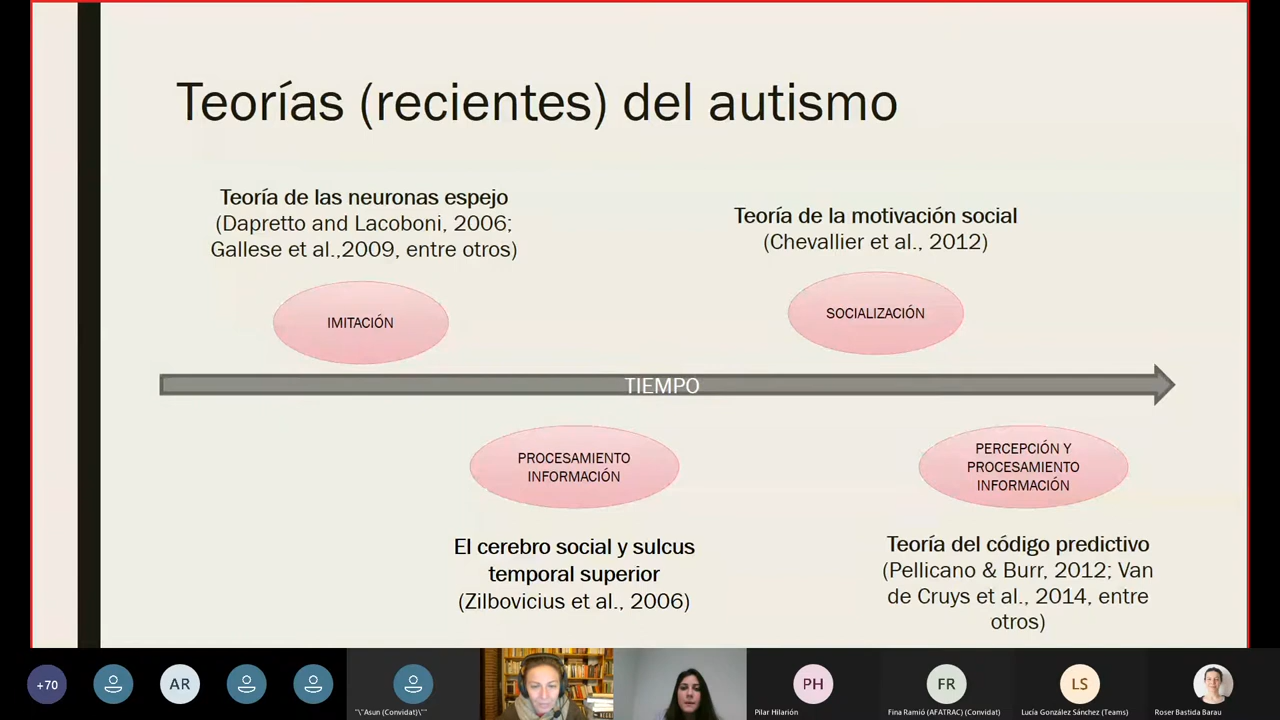 Teorías (recientes) del autismo
Teoría de las neuronas espejo
(Dapretto and Lacoboni, 2006;
Gallese et al.,2009, entre otros)
Teoría de la motivación social
(Chevallier et al., 2012)
IMITACIÓN
SOCIALIZACIÓN
TIEMPO
PROCESAMIENTO
INFORMACIÓN
PERCEPCIÓN Y
PROCESAMIENTO
INFORMACIÓN
El cerebro social y sulcus
temporal superior
(Zilbovicius et al., 2006)
Teoría del código predictivo
(Pellicano & Burr, 2012; Van
de Cruys et al., 2014, entre
otros)
+70
AR
"\"Asun (Convidat)\""
PH
Pilar Hilarión
FR
Fina Ramió (AFATRAC) (Convidat)
LS
Lucía González Sánchez (Teams)
Roser Bastida Barau